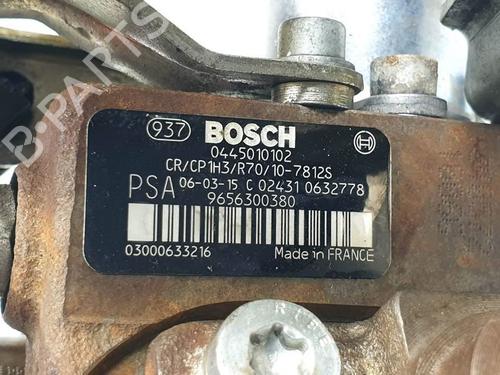 937 BOSCH
0445010102
CR/CP1H3/R70/10-7812S
PSA 06-03-15 C 02431 0632778
9656300380
03000633216 Made in FRANCE
B-PARTS